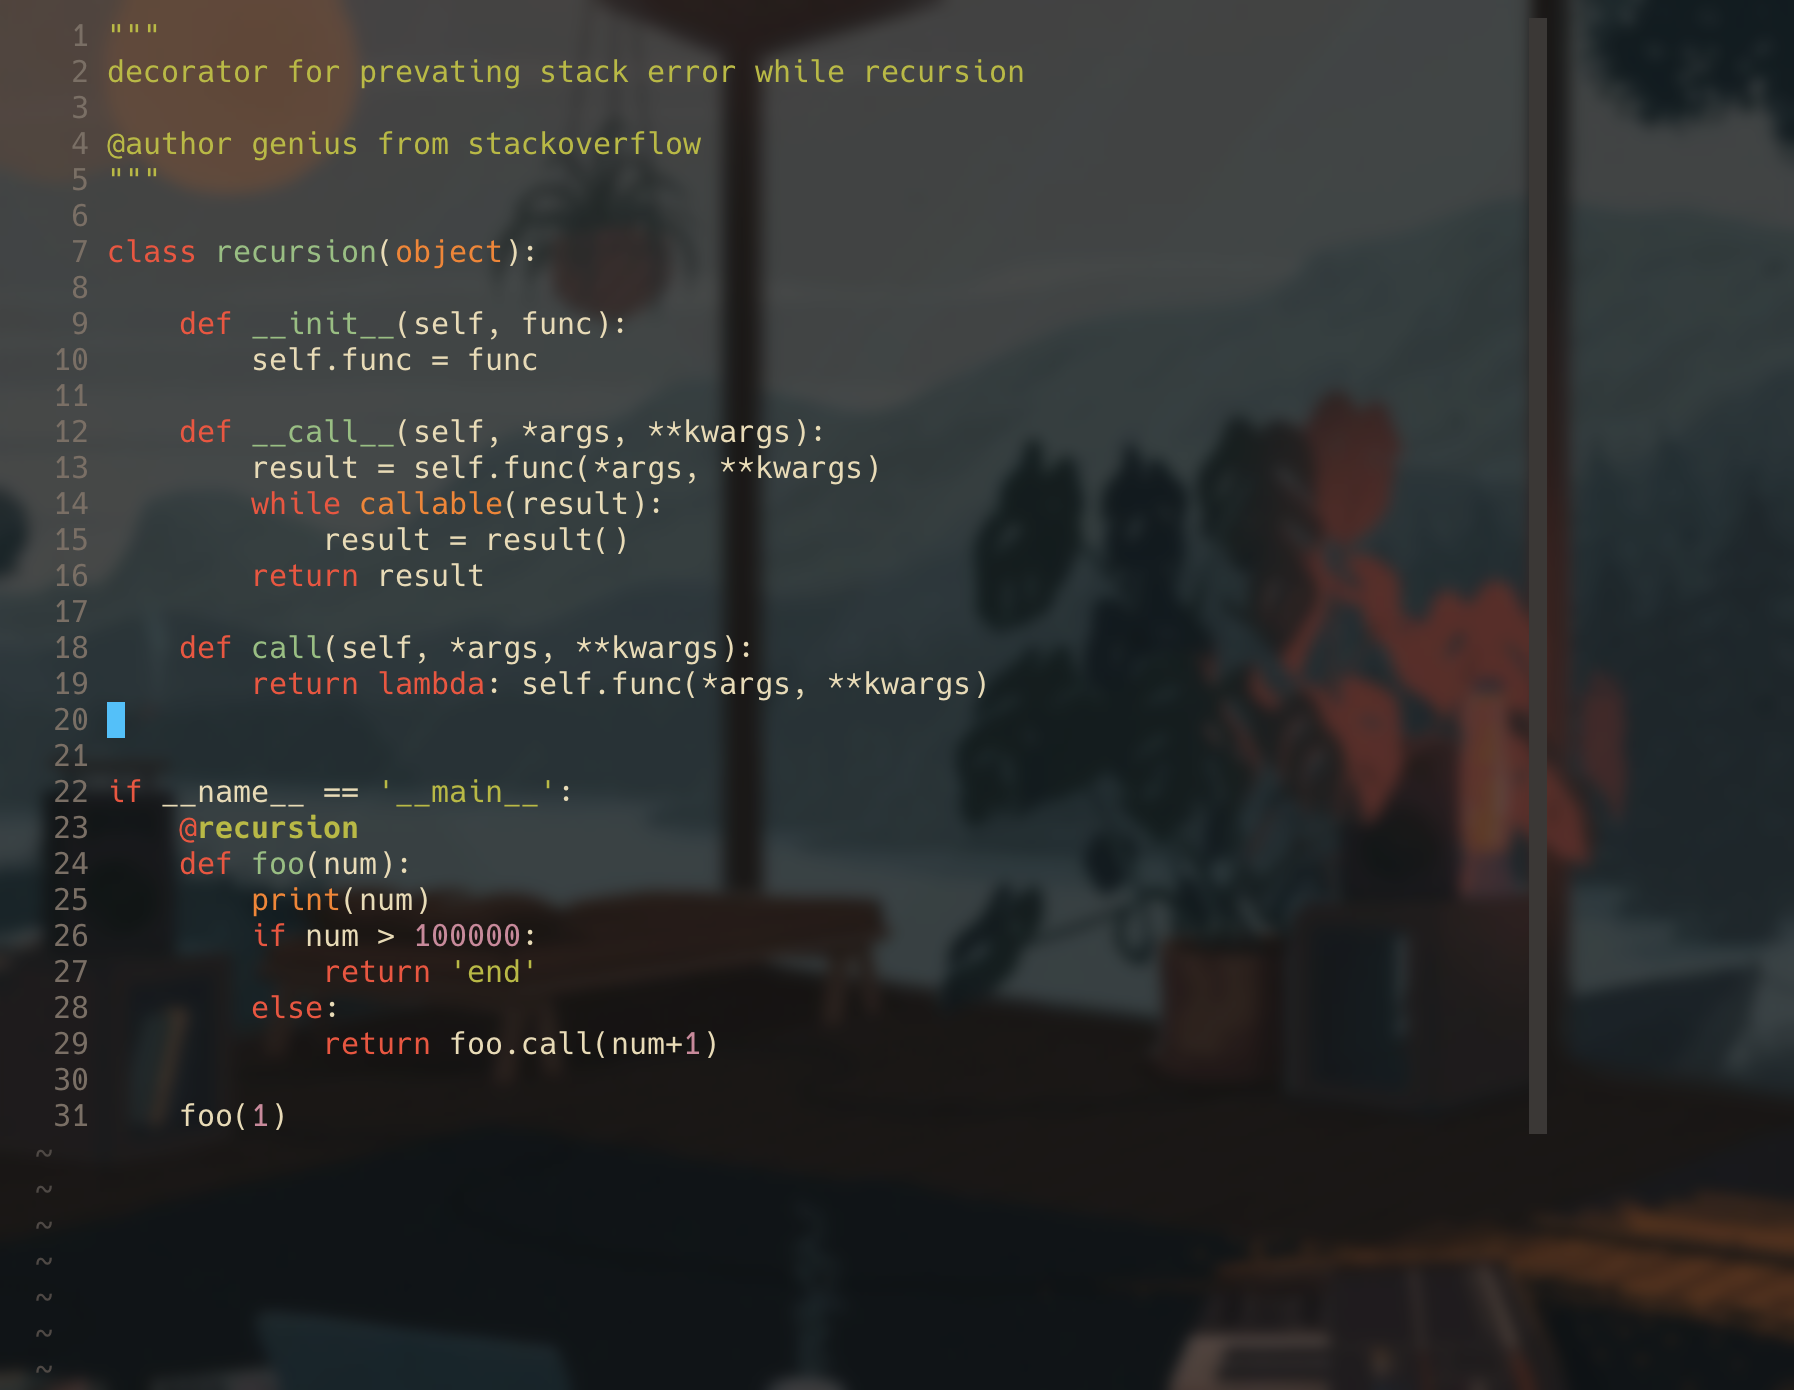 1 """
2 decorator for prevating stack error while recursion
3
4 @author genius from stackoverflow
5 """
6
7 class recursion(object):
8
9     def __init__(self, func):
10         self.func = func
11
12     def __call__(self, *args, **kwargs):
13         result = self.func(*args, **kwargs)
14         while callable(result):
15             result = result()
16         return result
17
18     def call(self, *args, **kwargs):
19         return lambda: self.func(*args, **kwargs)
20
21
22 if __name__ == '__main__':
23     @recursion
24     def foo(num):
25         print(num)
26         if num > 100000:
27             return 'end'
28         else:
29             return foo.call(num+1)
30
31     foo(1)
~
~
~
~
~
~
~